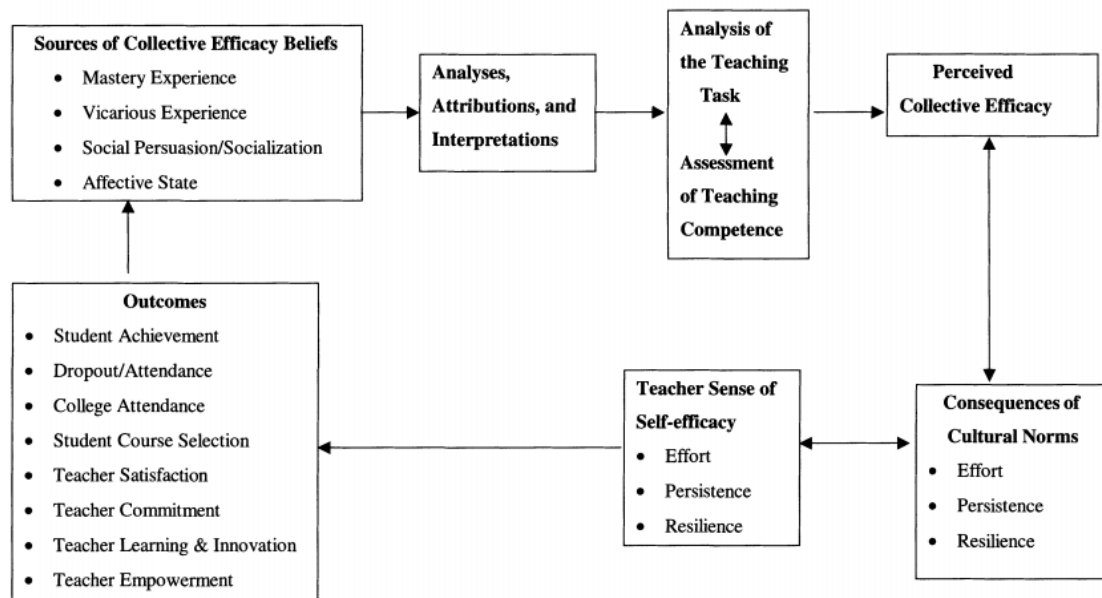 Sources of Collective Efficacy Beliefs
• Mastery Experience
• Vicarious Experience
• Social Persuasion/Socialization
• Affective State
Analyses,
Attributions, and
Interpretations
Analysis of
the Teaching
Task
Assessment
of Teaching
Competence
Perceived
Collective Efficacy
Consequences of
Cultural Norms
• Effort
• Persistence
• Resilience
Teacher Sense of
Self-efficacy
• Effort
• Persistence
• Resilience
Outcomes
• Student Achievement
• Dropout/Attendance
• College Attendance
• Student Course Selection
• Teacher Satisfaction
• Teacher Commitment
• Teacher Learning & Innovation
• Teacher Empowerment